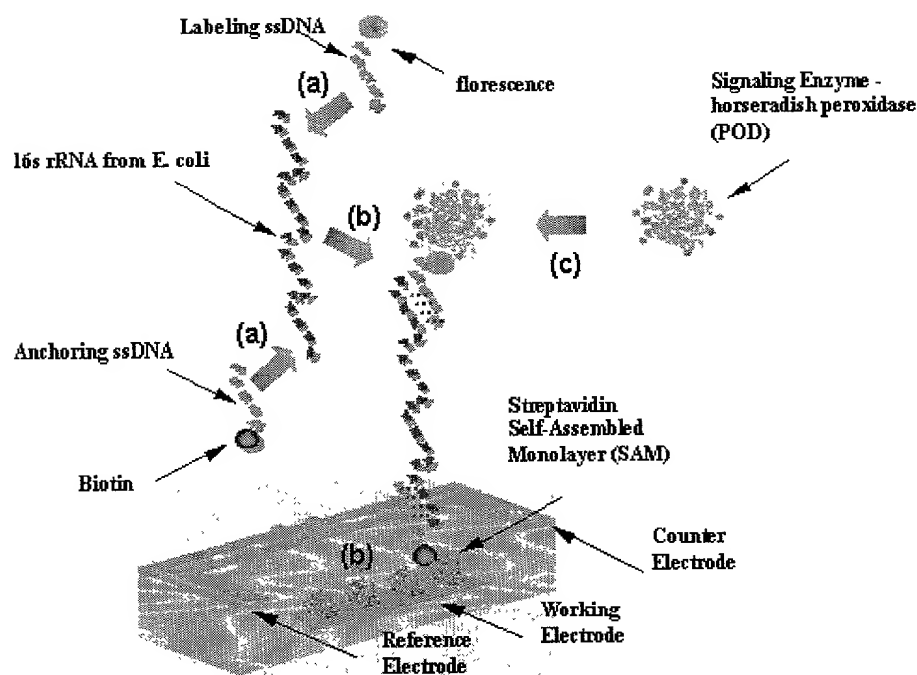 Labeling ssDNA
florescence
Signaling Enzyme -
horseradish peroxidase
(POD)
(a)
16s rRNA from E. coli
(b)
(c)
(a)
Anchoring ssDNA
Biotin
Streptavidin
Self-Assembled
Monolayer (SAM)
(b)
Counter
Electrode
Working
Electrode
Reference
Electrode